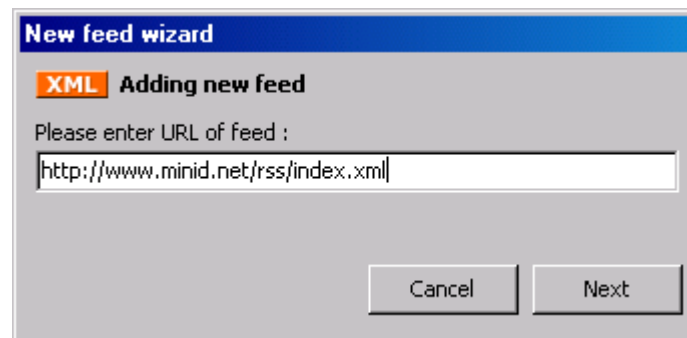 New feed wizard
XML Adding new feed
Please enter URL of feed :
http://www.minid.net/rss/index.xml
Cancel Next